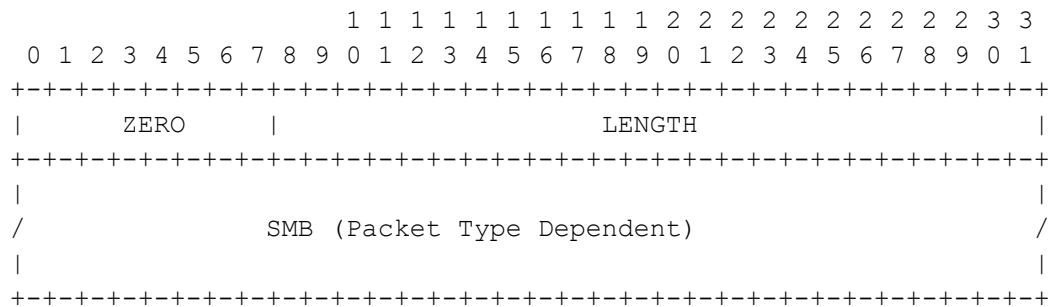 1 1 1 1 1 1 1 1 1 1 2 2 2 2 2 2 2 2 2 2 3 3
0 1 2 3 4 5 6 7 8 9 0 1 2 3 4 5 6 7 8 9 0 1 2 3 4 5 6 7 8 9 0 1
+-+-+-+-+-+-+-+-+-+-+-+-+-+-+-+-+-+-+-+-+-+-+-+-+-+-+-+-+-+-+-+-+
|      ZERO     |                    LENGTH                     |
+-+-+-+-+-+-+-+-+-+-+-+-+-+-+-+-+-+-+-+-+-+-+-+-+-+-+-+-+-+-+-+-+
|                                                               |
/               SMB (Packet Type Dependent)                     /
|                                                               |
+-+-+-+-+-+-+-+-+-+-+-+-+-+-+-+-+-+-+-+-+-+-+-+-+-+-+-+-+-+-+-+-+